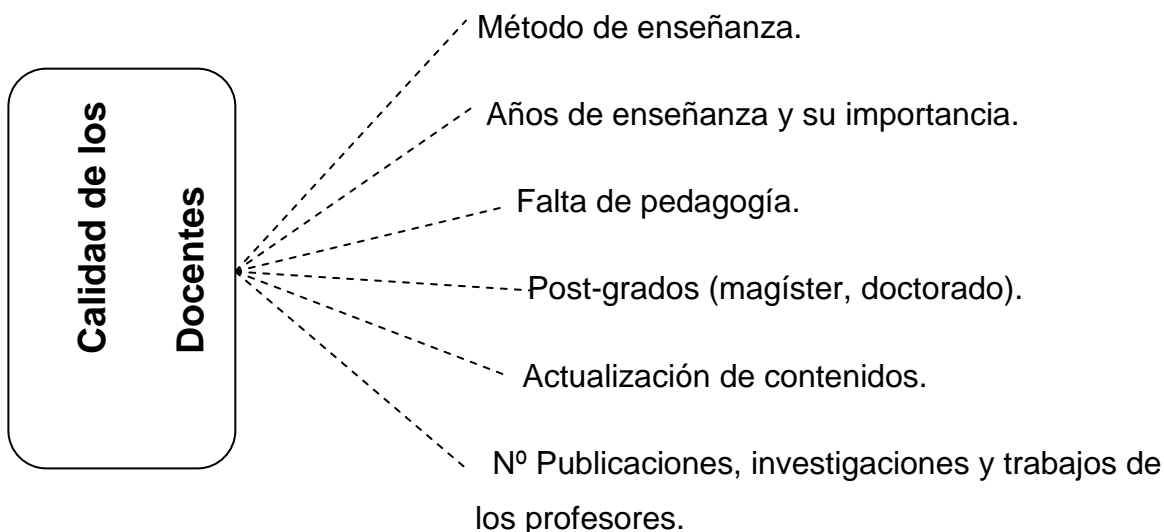 Calidad de los
Docentes
Método de enseñanza.
Años de enseñanza y su importancia.
Falta de pedagogía.
Post-grados (magíster, doctorado).
Actualización de contenidos.
Nº Publicaciones, investigaciones y trabajos de
los profesores.